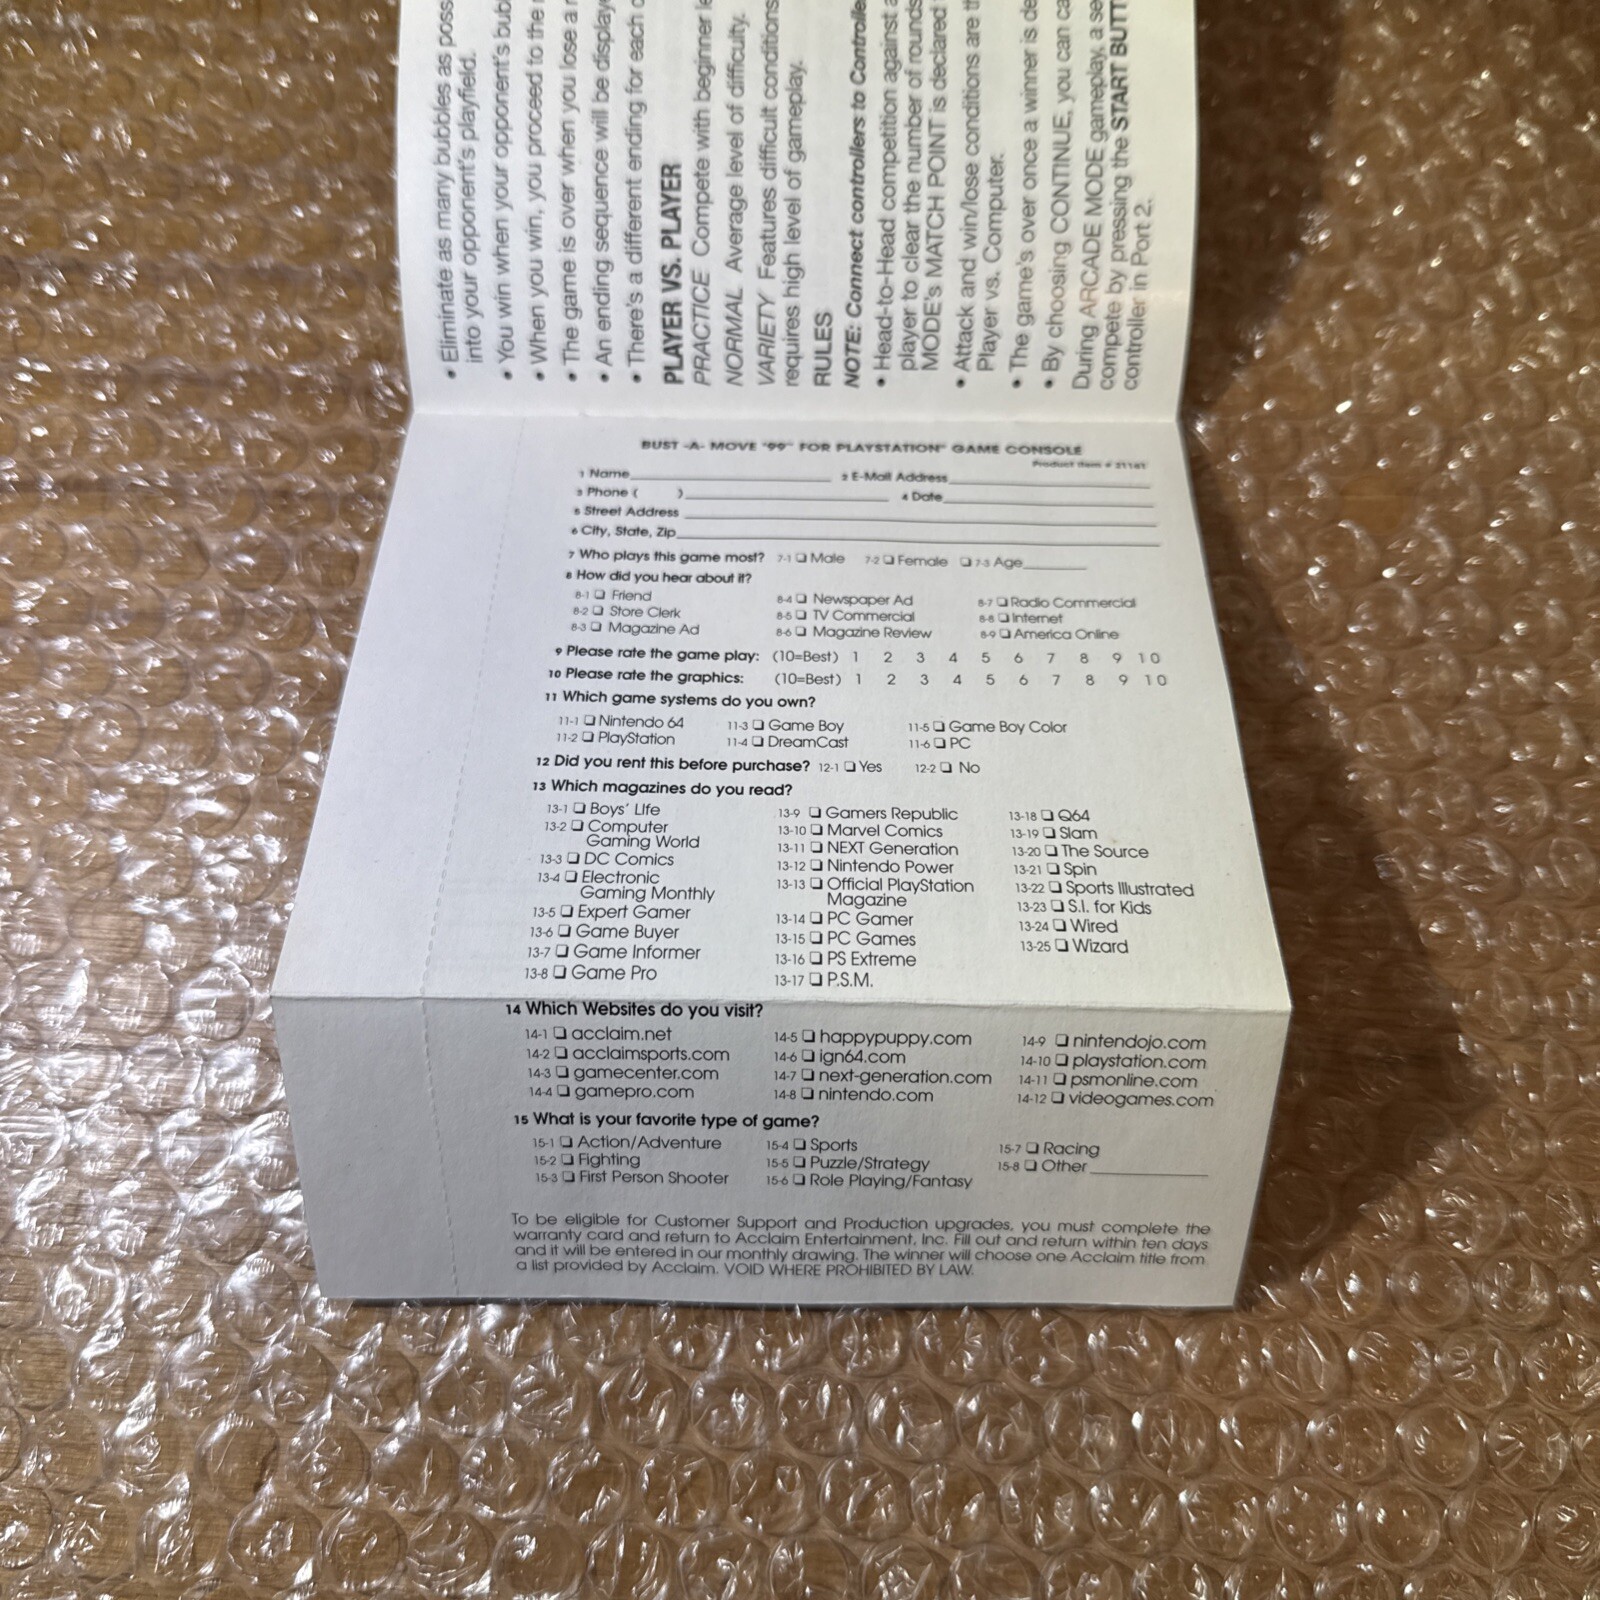 • Eliminate as many bubbles as
into your opponent's playfield.
• You win when your opponent's
• When you win, you proceed to the
• The game is over when you lose a
• An ending sequence will be
• There's a different ending for each
PLAYER VS. PLAYER
PRACTICE Compete with beginner
NORMAL Average level of difficulty.
VARIETY Features difficult conditions
requires high level of gameplay.
RULES
NOTE: Connect controllers to
• Head-to-Head competition against
player to clear the number of rounds
MODE's MATCH POINT is declared
• Attack and win/lose conditions are
Player vs. Computer.
• The game's over once a winner is
• By choosing CONTINUE, you can
During ARCADE MODE gameplay, a
compete by pressing the START
controller in Port 2.
BUST -A- MOVE "99" FOR PLAYSTATION" GAME CONSOLE
Product Item # 21161
1 Name 2 E-Mail Address
3 Phone ( ) 4 Date
5 Street Address
6 City, State, Zip
7 Who plays this game most? 7-1 ❏ Male 7-2 ❏ Female ❏ 7-3 Age
8 How did you hear about it?
8-1 ❏ Friend 8-4 ❏ Newspaper Ad 8-7 ❏ Radio Commercial
8-2 ❏ Store Clerk 8-5 ❏ TV Commercial 8-8 ❏ Internet
8-3 ❏ Magazine Ad 8-6 ❏ Magazine Review 8-9 ❏ America Online
9 Please rate the game play: (10=Best) 1 2 3 4 5 6 7 8 9 10
10 Please rate the graphics: (10=Best) 1 2 3 4 5 6 7 8 9 10
11 Which game systems do you own?
11-1 ❏ Nintendo 64 11-3 ❏ Game Boy 11-5 ❏ Game Boy Color
11-2 ❏ PlayStation 11-4 ❏ DreamCast 11-6 ❏ PC
12 Did you rent this before purchase? 12-1 ❏ Yes 12-2 ❏ No
13 Which magazines do you read?
13-1 ❏ Boys' Life
13-2 ❏ Computer
Gaming World
13-3 ❏ DC Comics
13-4 ❏ Electronic
Gaming Monthly
13-5 ❏ Expert Gamer
13-6 ❏ Game Buyer
13-7 ❏ Game Informer
13-8 ❏ Game Pro
13-9 ❏ Gamers Republic
13-10 ❏ Marvel Comics
13-11 ❏ NEXT Generation
13-12 ❏ Nintendo Power
13-13 ❏ Official PlayStation
Magazine
13-14 ❏ PC Gamer
13-15 ❏ PC Games
13-16 ❏ PS Extreme
13-17 ❏ P.S.M.
13-18 ❏ Q64
13-19 ❏ Slam
13-20 ❏ The Source
13-21 ❏ Spin
13-22 ❏ Sports Illustrated
13-23 ❏ S.I. for Kids
13-24 ❏ Wired
13-25 ❏ Wizard
14 Which Websites do you visit?
14-1 ❏ acclaim.net 14-5 ❏ happypuppy.com 14-9 ❏ nintendojo.com
14-2 ❏ acclaimsports.com 14-6 ❏ ign64.com 14-10 ❏ playstation.com
14-3 ❏ gamecenter.com 14-7 ❏ next-generation.com 14-11 ❏ psmonline.com
14-4 ❏ gamepro.com 14-8 ❏ nintendo.com 14-12 ❏ videogames.com
15 What is your favorite type of game?
15-1 ❏ Action/Adventure 15-4 ❏ Sports 15-7 ❏ Racing
15-2 ❏ Fighting 15-5 ❏ Puzzle/Strategy 15-8 ❏ Other
15-3 ❏ First Person Shooter 15-6 ❏ Role Playing/Fantasy
To be eligible for Customer Support and Production upgrades, you must complete the
warranty card and return to Acclaim Entertainment, Inc. Fill out and return within ten days
and it will be entered in our monthly drawing. The winner will choose one Acclaim title from
a list provided by Acclaim. VOID WHERE PROHIBITED BY LAW.